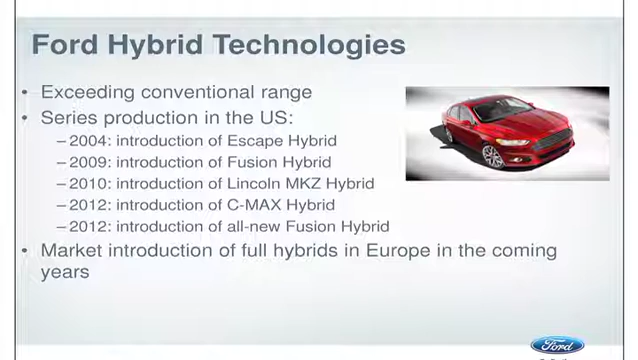 Ford Hybrid Technologies
• Exceeding conventional range
• Series production in the US:
– 2004: introduction of Escape Hybrid
– 2009: introduction of Fusion Hybrid
– 2010: introduction of Lincoln MKZ Hybrid
– 2012: introduction of C-MAX Hybrid
– 2012: introduction of all-new Fusion Hybrid
• Market introduction of full hybrids in Europe in the coming
years
Ford